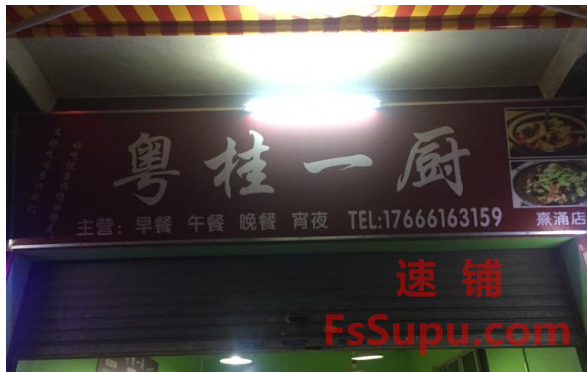 粤桂一厨
主营：早餐 午餐 晚餐 宵夜 TEL:17666163159
熹涌店
速铺
FsSupu.com